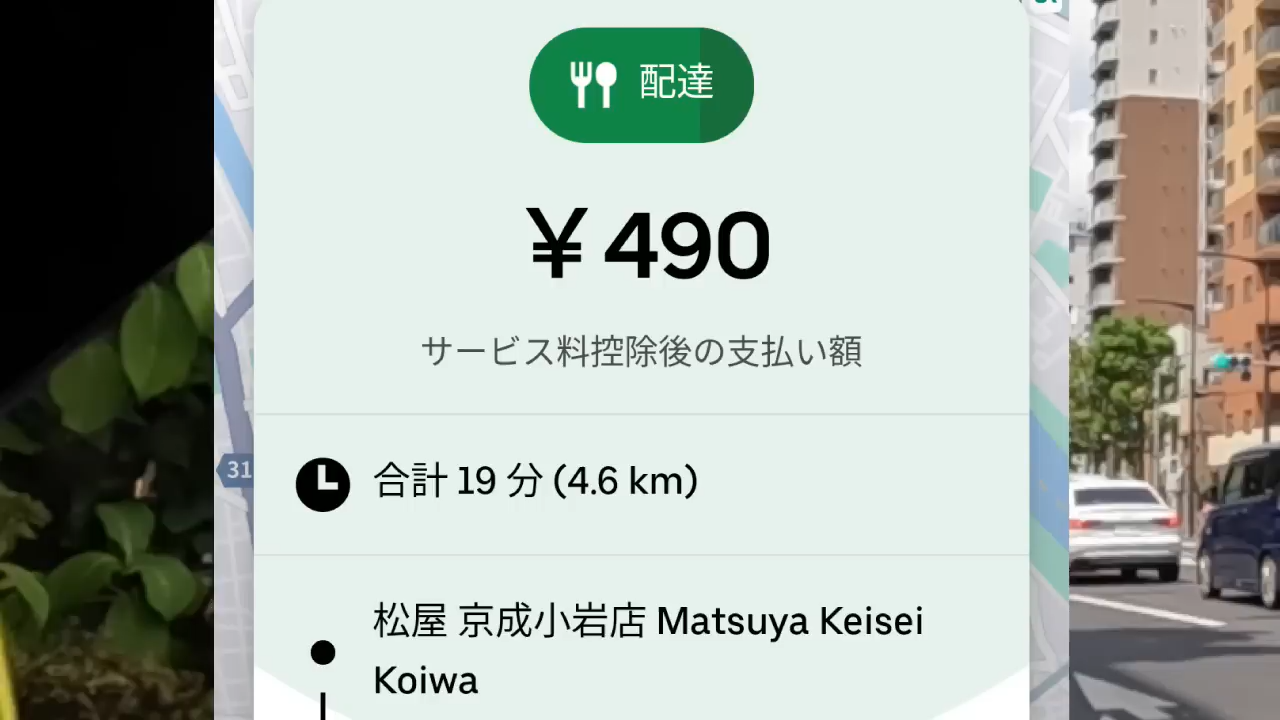 配達
￥490
サービス料控除後の支払い額
31
合計 19 分 (4.6 km)
松屋 京成小岩店 Matsuya Keisei
Koiwa